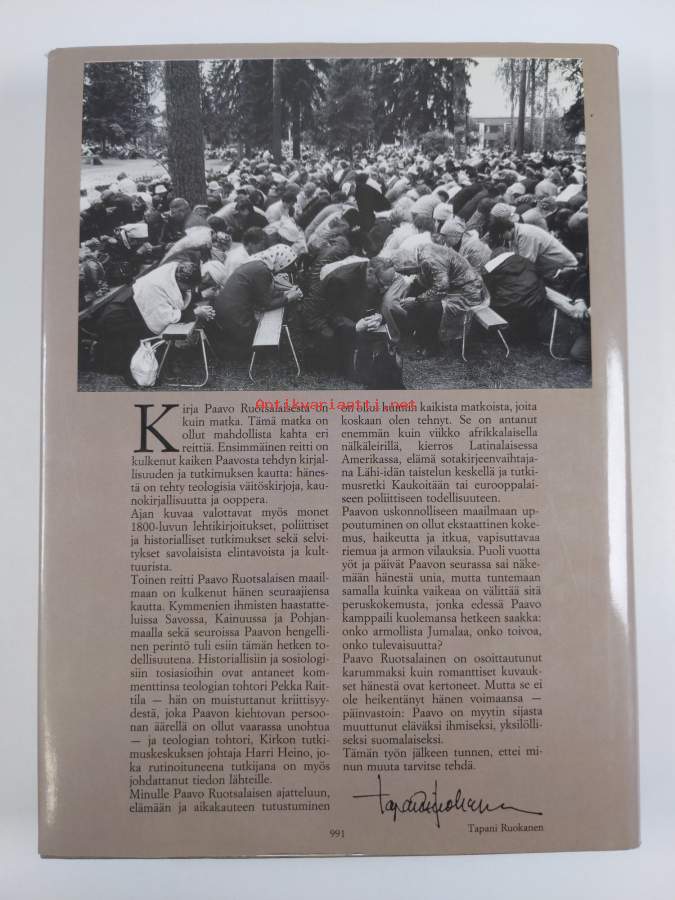 Kirja Paavo Ruotsalaisesta on
kuin matka. Tämä matka on
ollut mahdollista kahta eri
reittiä. Ensimmäinen reitti on
kulkenut kaiken Paavosta tehdyn kirjal-
lisuuden ja tutkimuksen kautta: hänes-
tä on tehty teologisia väitöskirjoja, kau-
nokirjallisuutta ja ooppera.
Ajan kuvaa valottavat myös monet
1800-luvun lehtikirjoitukset, poliittiset
ja historialliset tutkimukset sekä selvi-
tykset savolaisista elintavoista ja kult-
tuurista.
Toinen reitti Paavo Ruotsalaisen maail-
maan on kulkenut hänen seuraajiensa
kautta. Kymmenien ihmisten haastatte-
luissa Savossa, Kainuussa ja Pohjan-
maalla sekä seuroissa Paavon hengelli-
nen perintö tuli esiin tämän hetken to-
dellisuutena. Historiallisiin ja sosiologi-
siin tosiasioihin ovat antaneet kom-
menttinsa teologian tohtori Pekka Rait-
tila — hän on muistuttanut kriittisyy-
destä, joka Paavon kiehtovan persoo-
nan äärellä on ollut vaarassa unohtua
— ja teologian tohtori, Kirkon tutki-
muskeskuksen johtaja Harri Heino, jo-
ka rutinoituneena tutkijana on myös
johdattanut tiedon lähteille.
Minulle Paavo Ruotsalaisen ajatteluun,
elämään ja aikakauteen tutustuminen
Antikvariaatti.net
on ollut huimin kaikista matkoista, joita
koskaan olen tehnyt. Se on antanut
enemmän kuin viikko afrikkalaisella
nälkäleirillä, kierros Latinalaisessa
Amerikassa, elämä sotakirjeenvaihtaja-
na Lähi-idän taistelun keskellä ja tutki-
musretki Kaukoitään tai eurooppalai-
seen poliittiseen todellisuuteen.
Paavon uskonnolliseen maailmaan up-
poutuminen on ollut ekstaattinen koke-
mus, haikeutta ja itkua, vapisuttavaa
riemua ja armon vilauksia. Puoli vuotta
yöt ja päivät Paavon seurassa sai näke-
mään hänestä unia, mutta tuntemaan
samalla kuinka vaikeaa on välittää sitä
peruskokemusta, jonka edessä Paavo
kamppaili kuolemansa hetkeen saakka:
onko armollista Jumalaa, onko toivoa,
onko tulevaisuutta?
Paavo Ruotsalainen on osoittautunut
karummaksi kuin romanttiset kuvauk-
set hänestä ovat kertoneet. Mutta se ei
ole heikentänyt hänen voimaansa —
päinvastoin: Paavo on myytin sijasta
muuttunut eläväksi ihmiseksi, yksilölli-
seksi suomalaiseksi.
Tämän työn jälkeen tunnen, ettei mi-
nun muuta tarvitse tehdä.
Tapani Ruokanen
Tapani Ruokanen
991